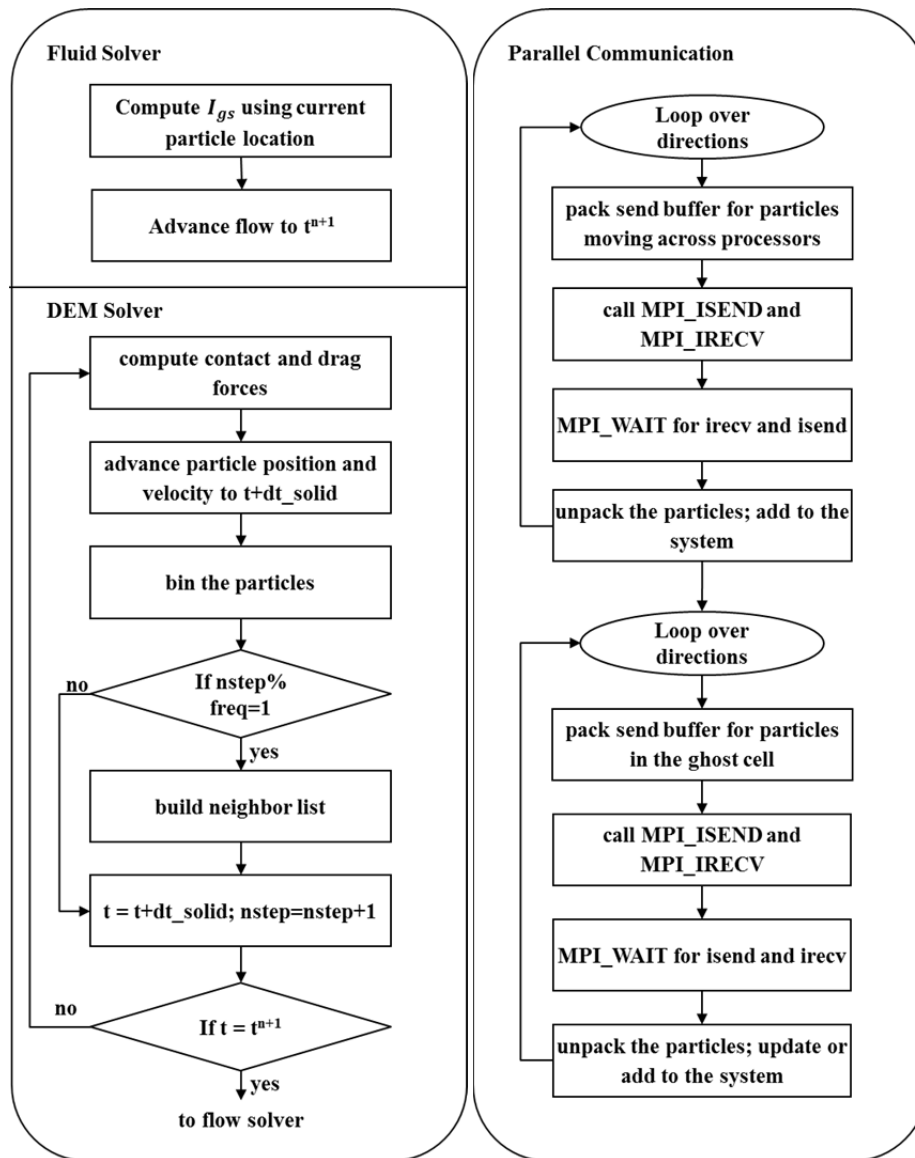 Fluid Solver
Compute I_gs using current
particle location
Advance flow to t^n+1
DEM Solver
compute contact and drag
forces
advance particle position and
velocity to t+dt_solid
bin the particles
If nstep%
freq=1
no
yes
build neighbor list
t = t+dt_solid; nstep=nstep+1
no
If t = t^n+1
yes
to flow solver
Parallel Communication
Loop over
directions
pack send buffer for particles
moving across processors
call MPI_ISEND and
MPI_IRECV
MPI_WAIT for irecv and isend
unpack the particles; add to the
system
Loop over
directions
pack send buffer for particles
in the ghost cell
call MPI_ISEND and
MPI_IRECV
MPI_WAIT for isend and irecv
unpack the particles; update or
add to the system